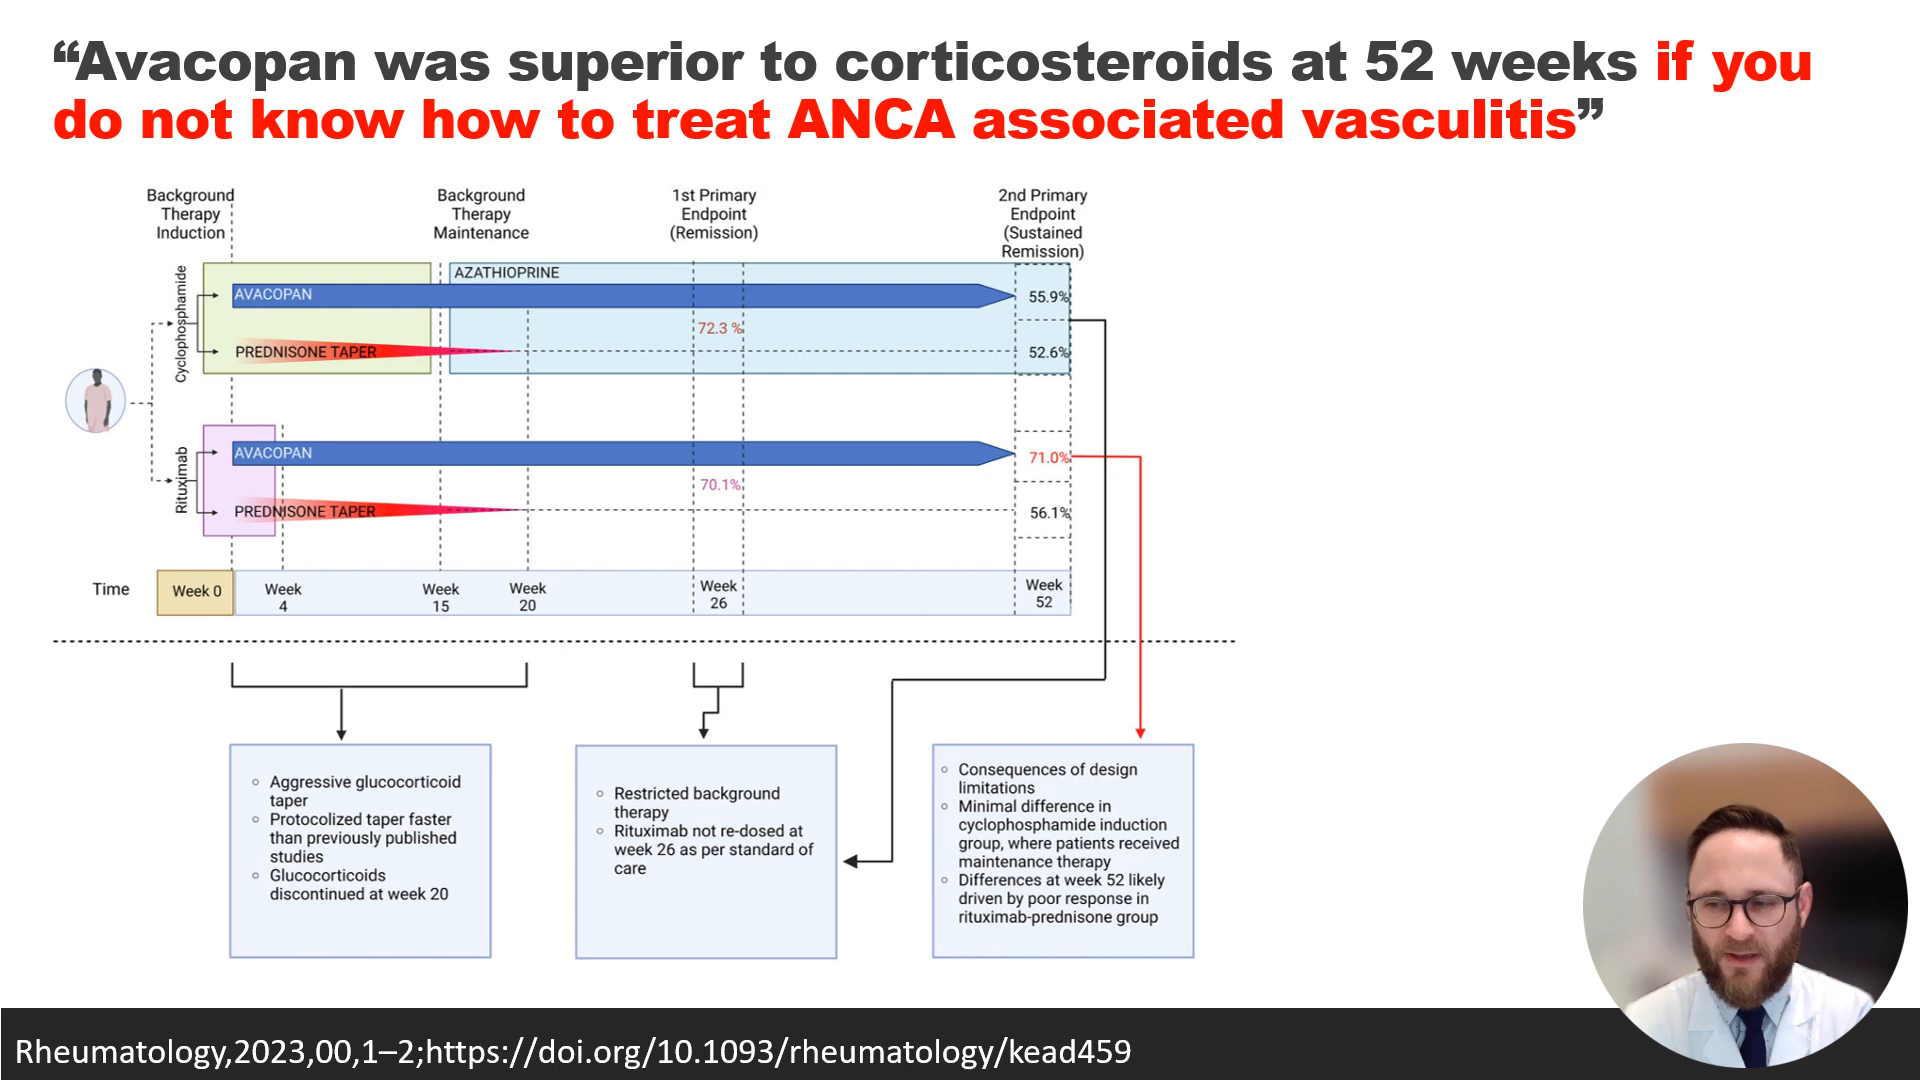 “Avacopan was superior to corticosteroids at 52 weeks if you
do not know how to treat ANCA associated vasculitis”
Background
Therapy
Induction
Background
Therapy
Maintenance
1st Primary
Endpoint
(Remission)
2nd Primary
Endpoint
(Sustained
Remission)
Cyclophosphamide
AZATHIOPRINE
AVACOPAN
55.9%
72.3 %
PREDNISONE TAPER
52.6%
Rituximab
AVACOPAN
71.0%
70.1%
PREDNISONE TAPER
56.1%
Time
Week 0
Week
4
Week
15
Week
20
Week
26
Week
52
○ Aggressive glucocorticoid
taper
○ Protocolized taper faster
than previously published
studies
○ Glucocorticoids
discontinued at week 20
○ Restricted background
therapy
○ Rituximab not re-dosed at
week 26 as per standard of
care
○ Consequences of design
limitations
○ Minimal difference in
cyclophosphamide induction
group, where patients received
maintenance therapy
○ Differences at week 52 likely
driven by poor response in
rituximab-prednisone group
Rheumatology,2023,00,1–2;https://doi.org/10.1093/rheumatology/kead459